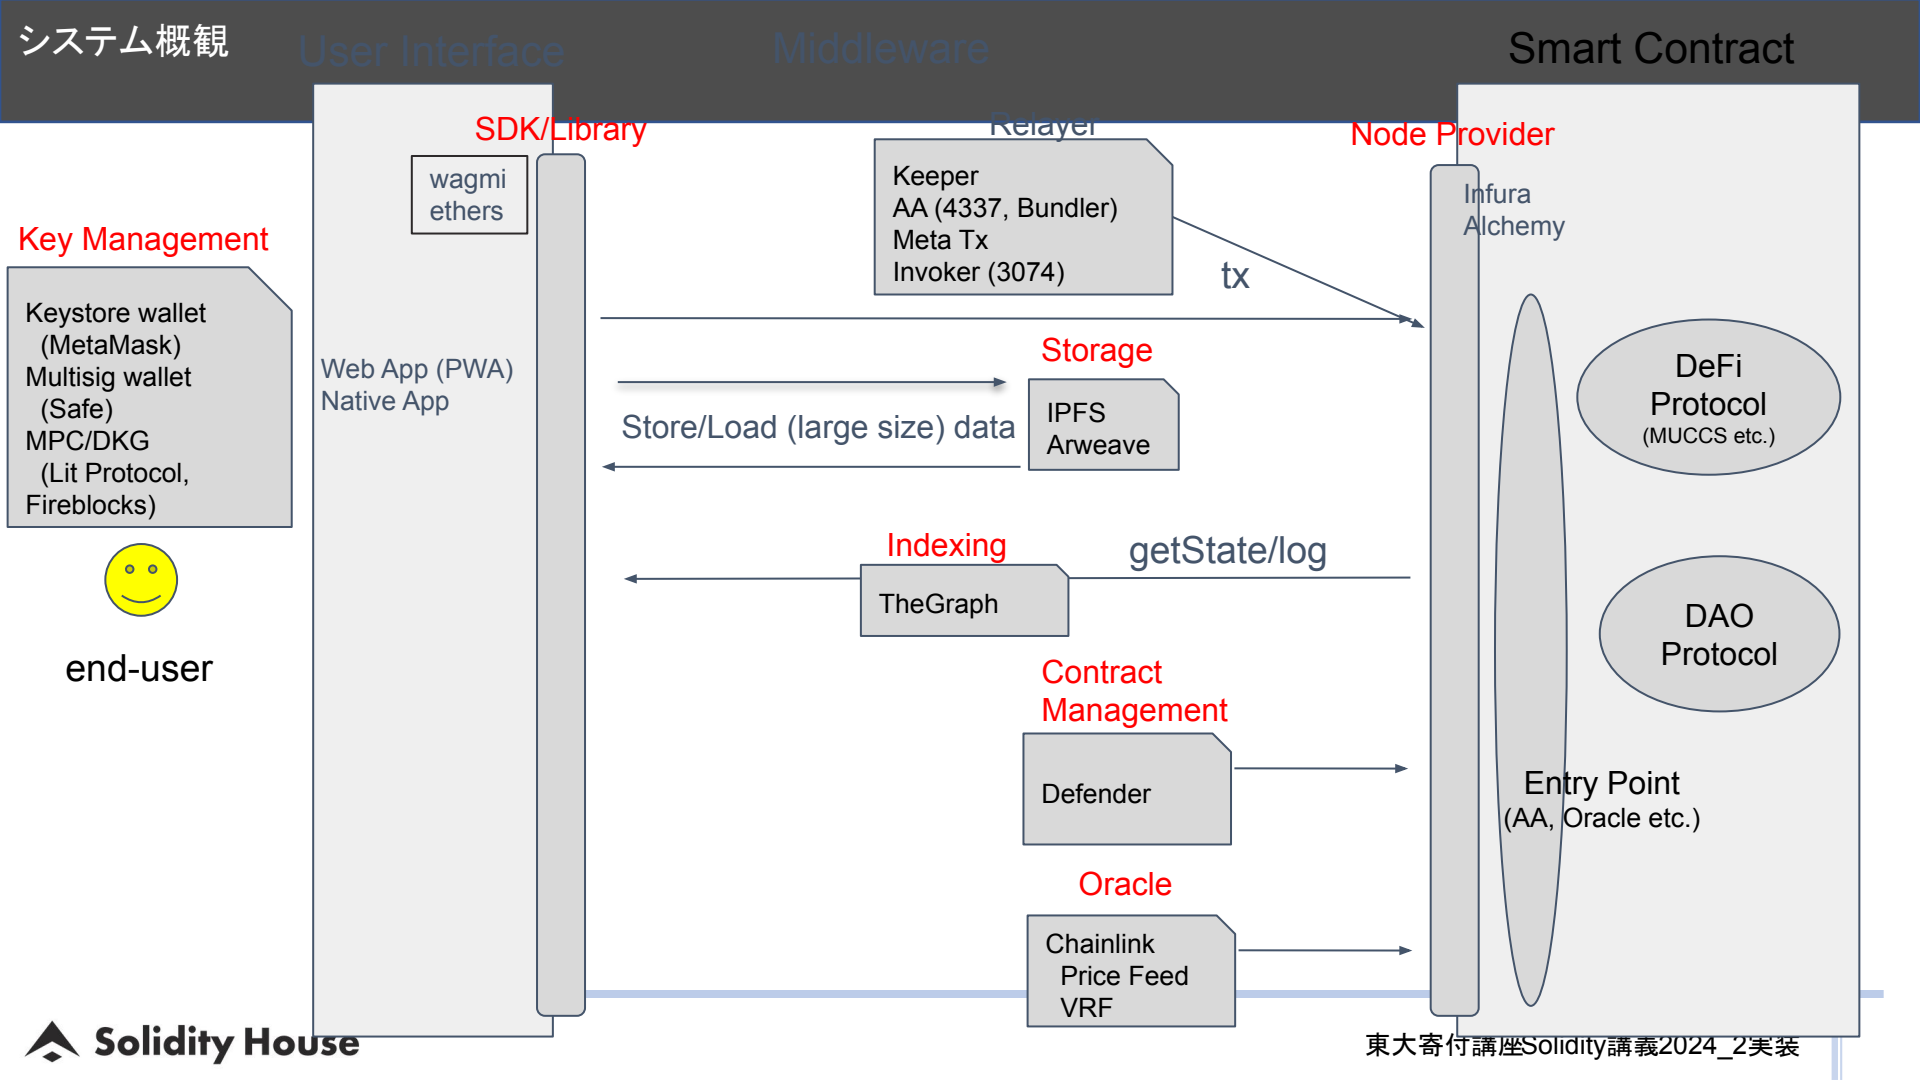 システム概観
User Interface
Middleware
Smart Contract
SDK/Library
Relayer
Node Provider
wagmi
ethers
Keeper
AA (4337, Bundler)
Meta Tx
Invoker (3074)
Infura
Alchemy
Key Management
Keystore wallet
(MetaMask)
Multisig wallet
(Safe)
MPC/DKG
(Lit Protocol,
Fireblocks)
end-user
Web App (PWA)
Native App
tx
Storage
IPFS
Arweave
Store/Load (large size) data
Indexing
TheGraph
getState/log
Contract
Management
Defender
Oracle
Chainlink
Price Feed
VRF
DeFi
Protocol
(MUCCS etc.)
DAO
Protocol
Entry Point
(AA, Oracle etc.)
Solidity House
東大寄付講座Solidity講義2024_2実装